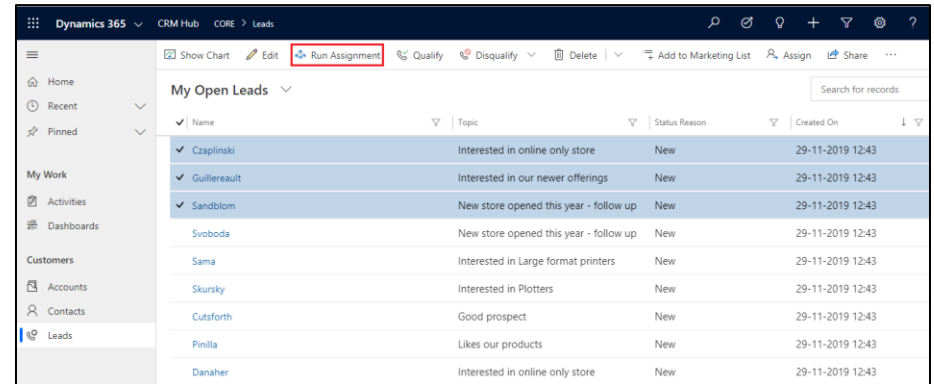 Dynamics 365 CRM Hub CORE > Leads ?
Show Chart Edit Run Assignment Qualify Disqualify Delete Add to Marketing List Assign Share ...
Home
Recent
Pinned
My Work
Activities
Dashboards
Customers
Accounts
Contacts
Leads
My Open Leads Search for records
Name Topic Status Reason Created On
Czaplinski Interested in online only store New 29-11-2019 12:43
Guillereault Interested in our newer offerings New 29-11-2019 12:43
Sandblom New store opened this year - follow up New 29-11-2019 12:43
Svoboda New store opened this year - follow up New 29-11-2019 12:43
Sama Interested in Large format printers New 29-11-2019 12:43
Skursky Interested in Plotters New 29-11-2019 12:43
Cutsforth Good prospect New 29-11-2019 12:43
Pinilla Likes our products New 29-11-2019 12:43
Danaher Interested in online only store New 29-11-2019 12:43